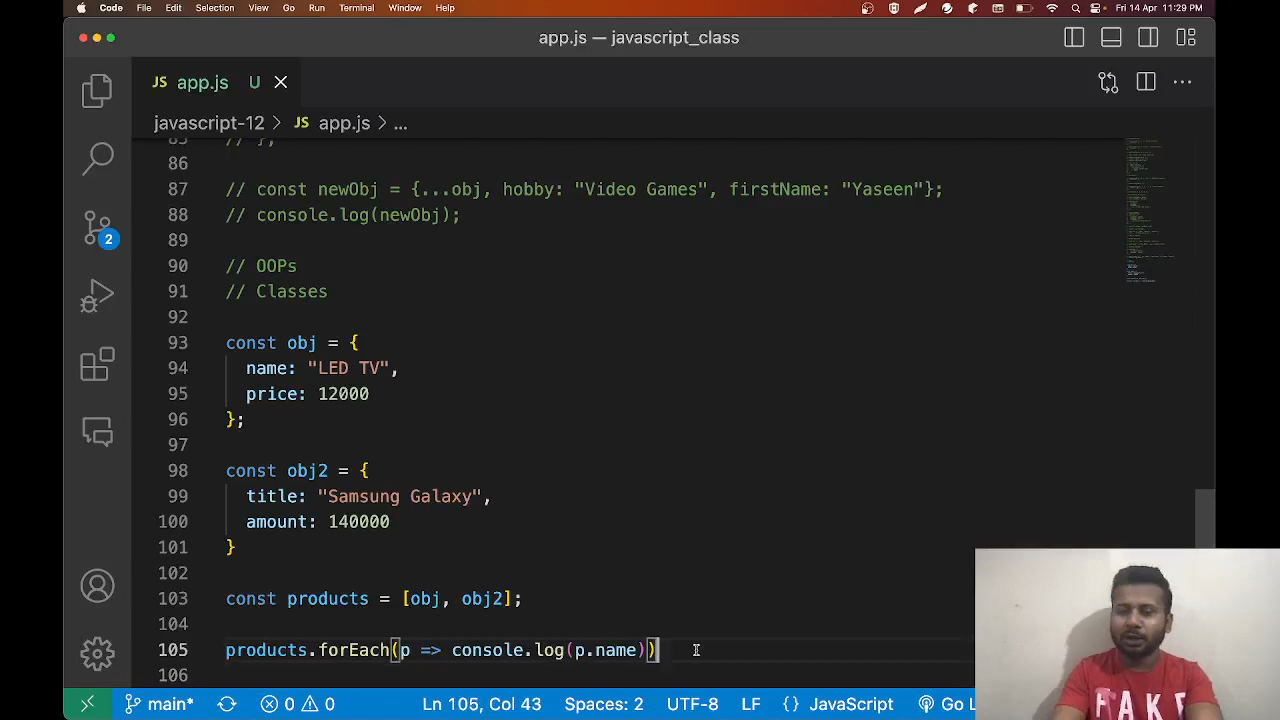 Code File Edit Selection View Go Run Terminal Window Help Fri 14 Apr 11:29 PM
app.js — javascript_class
JS app.js U
javascript-12 > JS app.js > ...
85 // };
86
87 // const newObj = {...obj, hobby: "Video Games", firstName: "Yaseen"};
88 // console.log(newObj);
89
90 // OOPs
91 // Classes
92
93 const obj = {
94 name: "LED TV",
95 price: 12000
96 };
97
98 const obj2 = {
99 title: "Samsung Galaxy",
100 amount: 140000
101 }
102
103 const products = [obj, obj2];
104
105 products.forEach(p => console.log(p.name))
106
2
main* 0 0 Ln 105, Col 43 Spaces: 2 UTF-8 LF {} JavaScript Go L
FAKE